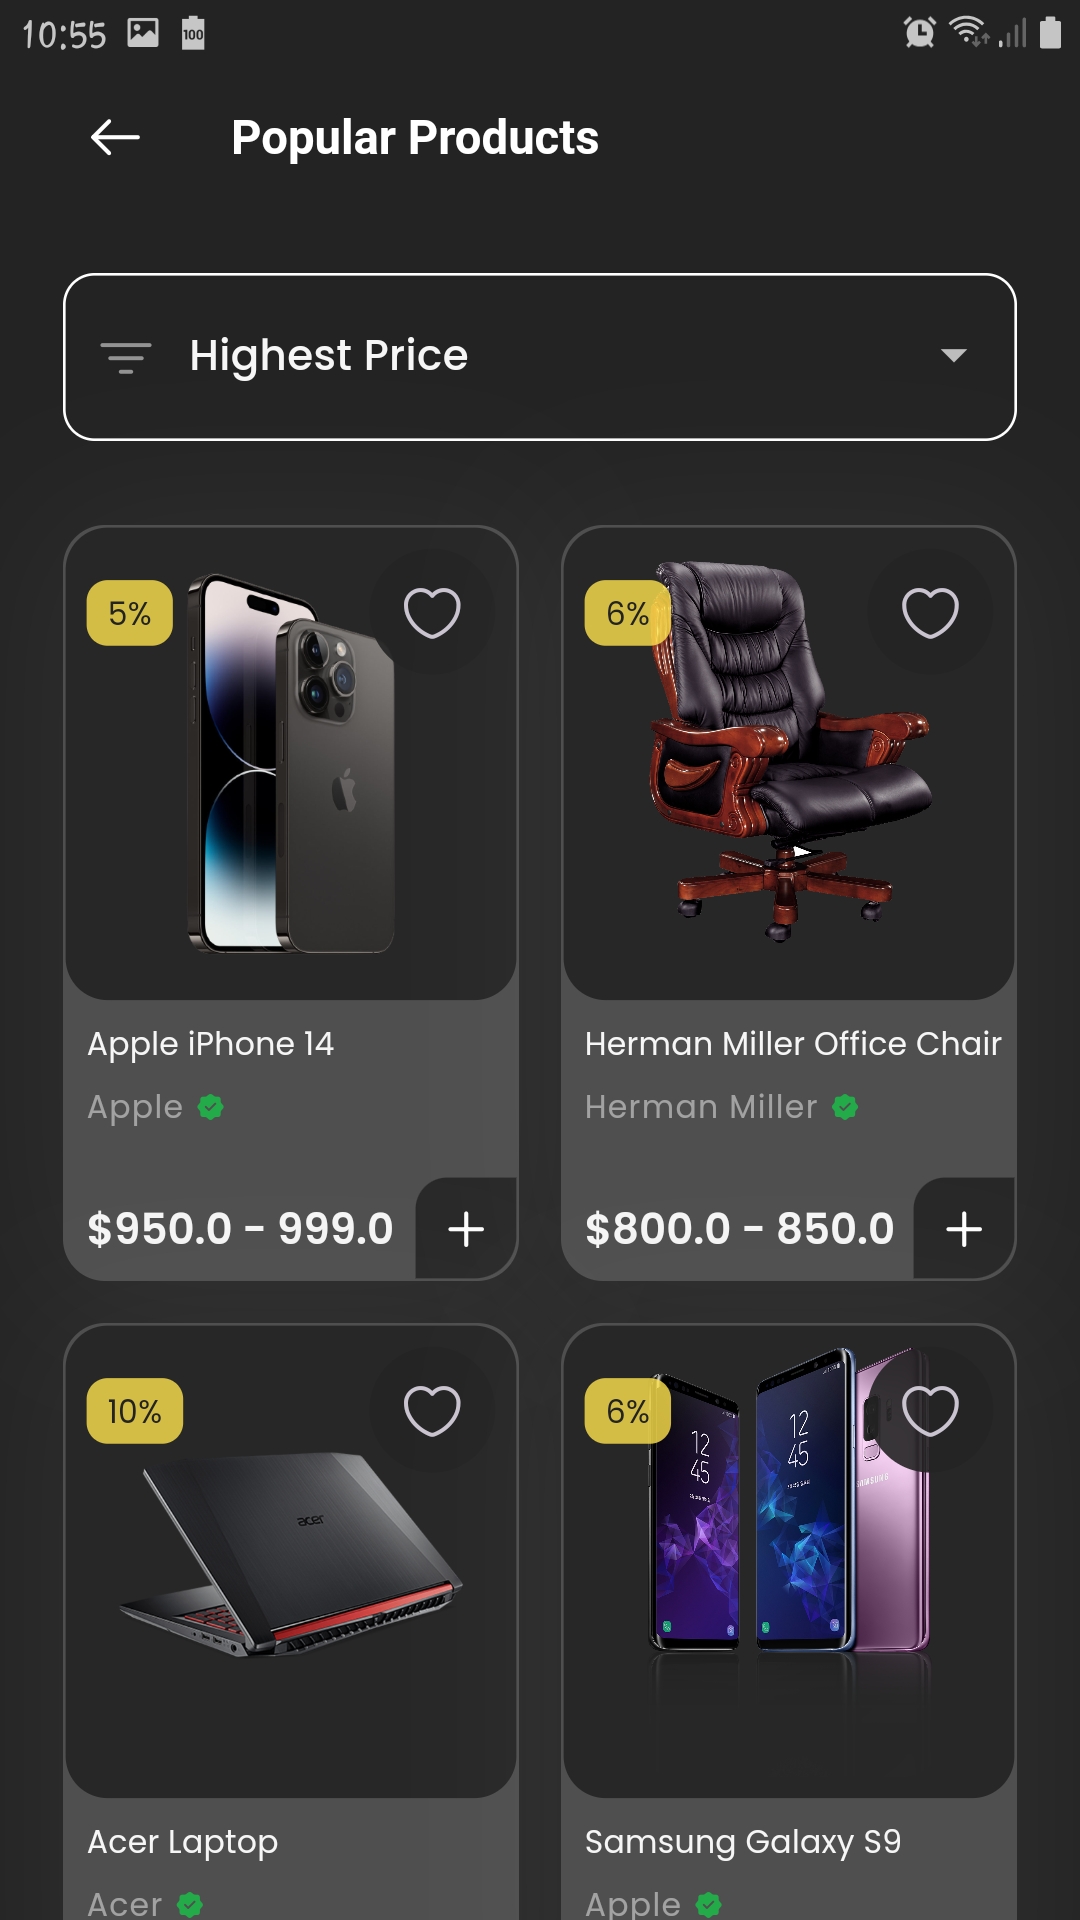 10:55
100
Popular Products
Highest Price
5%
6%
Apple iPhone 14
Herman Miller Office Chair
Apple
Herman Miller
$950.0 - 999.0
$800.0 - 850.0
10%
6%
12
45
12
45
SAMSUNG
acer
Acer Laptop
Samsung Galaxy S9
Acer
Apple